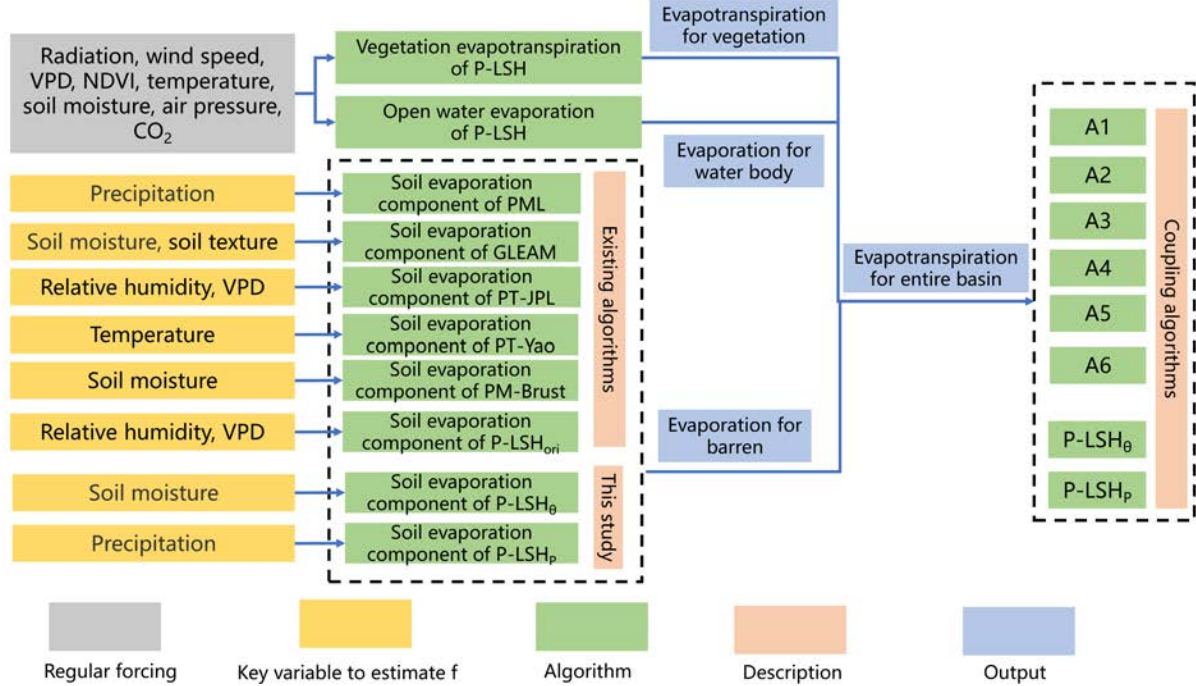 Radiation, wind speed,
VPD, NDVI, temperature,
soil moisture, air pressure,
CO₂
Vegetation evapotranspiration
of P-LSH
Open water evaporation
of P-LSH
Evapotranspiration
for vegetation
Evaporation for
water body
Precipitation
Soil evaporation
component of PML
Soil moisture, soil texture
Soil evaporation
component of GLEAM
Relative humidity, VPD
Soil evaporation
component of PT-JPL
Temperature
Soil evaporation
component of PT-Yao
Soil moisture
Soil evaporation
component of PM-Brust
Relative humidity, VPD
Soil evaporation
component of P-LSHori
Soil moisture
Soil evaporation
component of P-LSHθ
Precipitation
Soil evaporation
component of P-LSHP
Existing algorithms
This study
Evaporation for
barren
Evapotranspiration
for entire basin
A1
A2
A3
A4
A5
A6
P-LSHθ
P-LSHP
Coupling algorithms
Regular forcing
Key variable to estimate f
Algorithm
Description
Output